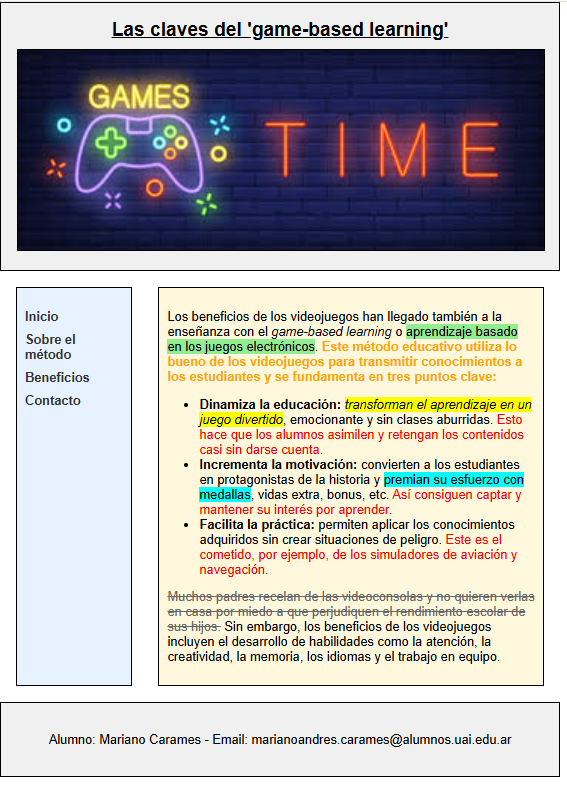 Las claves del 'game-based learning'
GAMES
TIME
Inicio
Sobre el
método
Beneficios
Contacto
Los beneficios de los videojuegos han llegado también a la
enseñanza con el game-based learning o aprendizaje basado
en los juegos electrónicos. Este método educativo utiliza lo
bueno de los videojuegos para transmitir conocimientos a
los estudiantes y se fundamenta en tres puntos clave:
• Dinamiza la educación: transforman el aprendizaje en un
juego divertido, emocionante y sin clases aburridas. Esto
hace que los alumnos asimilen y retengan los contenidos
casi sin darse cuenta.
• Incrementa la motivación: convierten a los estudiantes
en protagonistas de la historia y premian su esfuerzo con
medallas, vidas extra, bonus, etc. Así consiguen captar y
mantener su interés por aprender.
• Facilita la práctica: permiten aplicar los conocimientos
adquiridos sin crear situaciones de peligro. Este es el
cometido, por ejemplo, de los simuladores de aviación y
navegación.
Muchos padres recelan de las videoconsolas y no quieren verlas
en casa por miedo a que perjudiquen el rendimiento escolar de
sus hijos. Sin embargo, los beneficios de los videojuegos
incluyen el desarrollo de habilidades como la atención, la
creatividad, la memoria, los idiomas y el trabajo en equipo.
Alumno: Mariano Carames - Email: marianoandres.carames@alumnos.uai.edu.ar